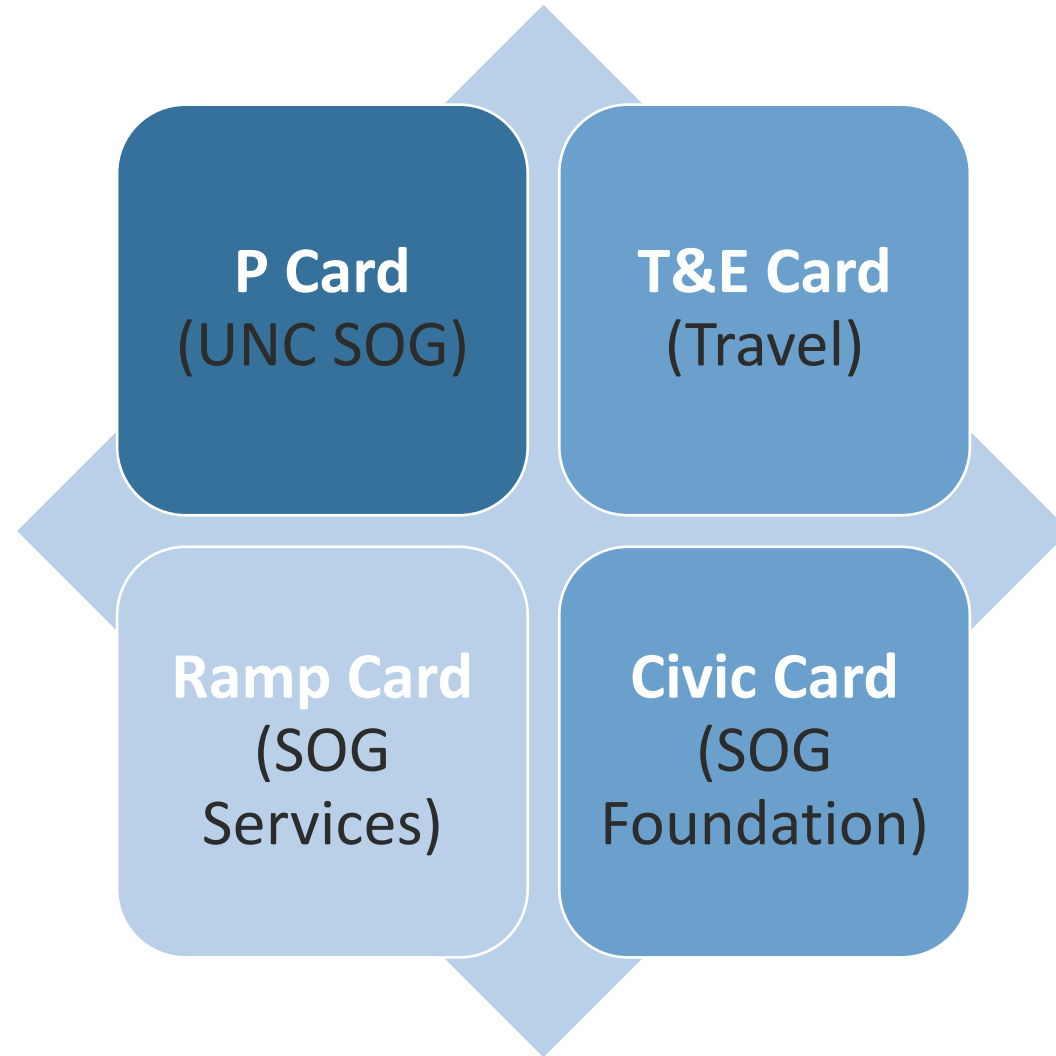 P Card
(UNC SOG)
T&E Card
(Travel)
Ramp Card
(SOG
Services)
Civic Card
(SOG
Foundation)